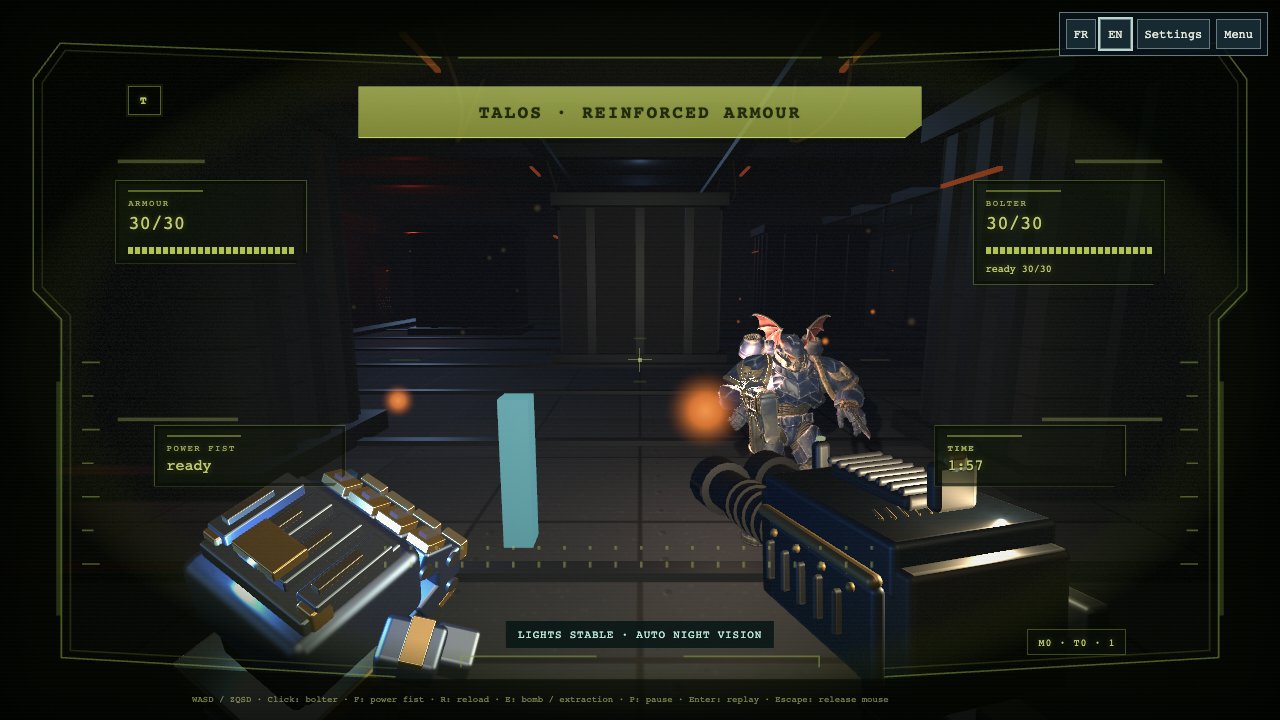 FR EN Settings Menu
T
TALOS · REINFORCED ARMOUR
ARMOUR
30/30
BOLTER
30/30
ready 30/30
POWER FIST
ready
TIME
1:57
LIGHTS STABLE · AUTO NIGHT VISION
M0 · T0 · 1
WASD / ZQSD · Click: bolter · F: power fist · R: reload · E: bomb / extraction · P: pause · Enter: replay · Escape: release mouse